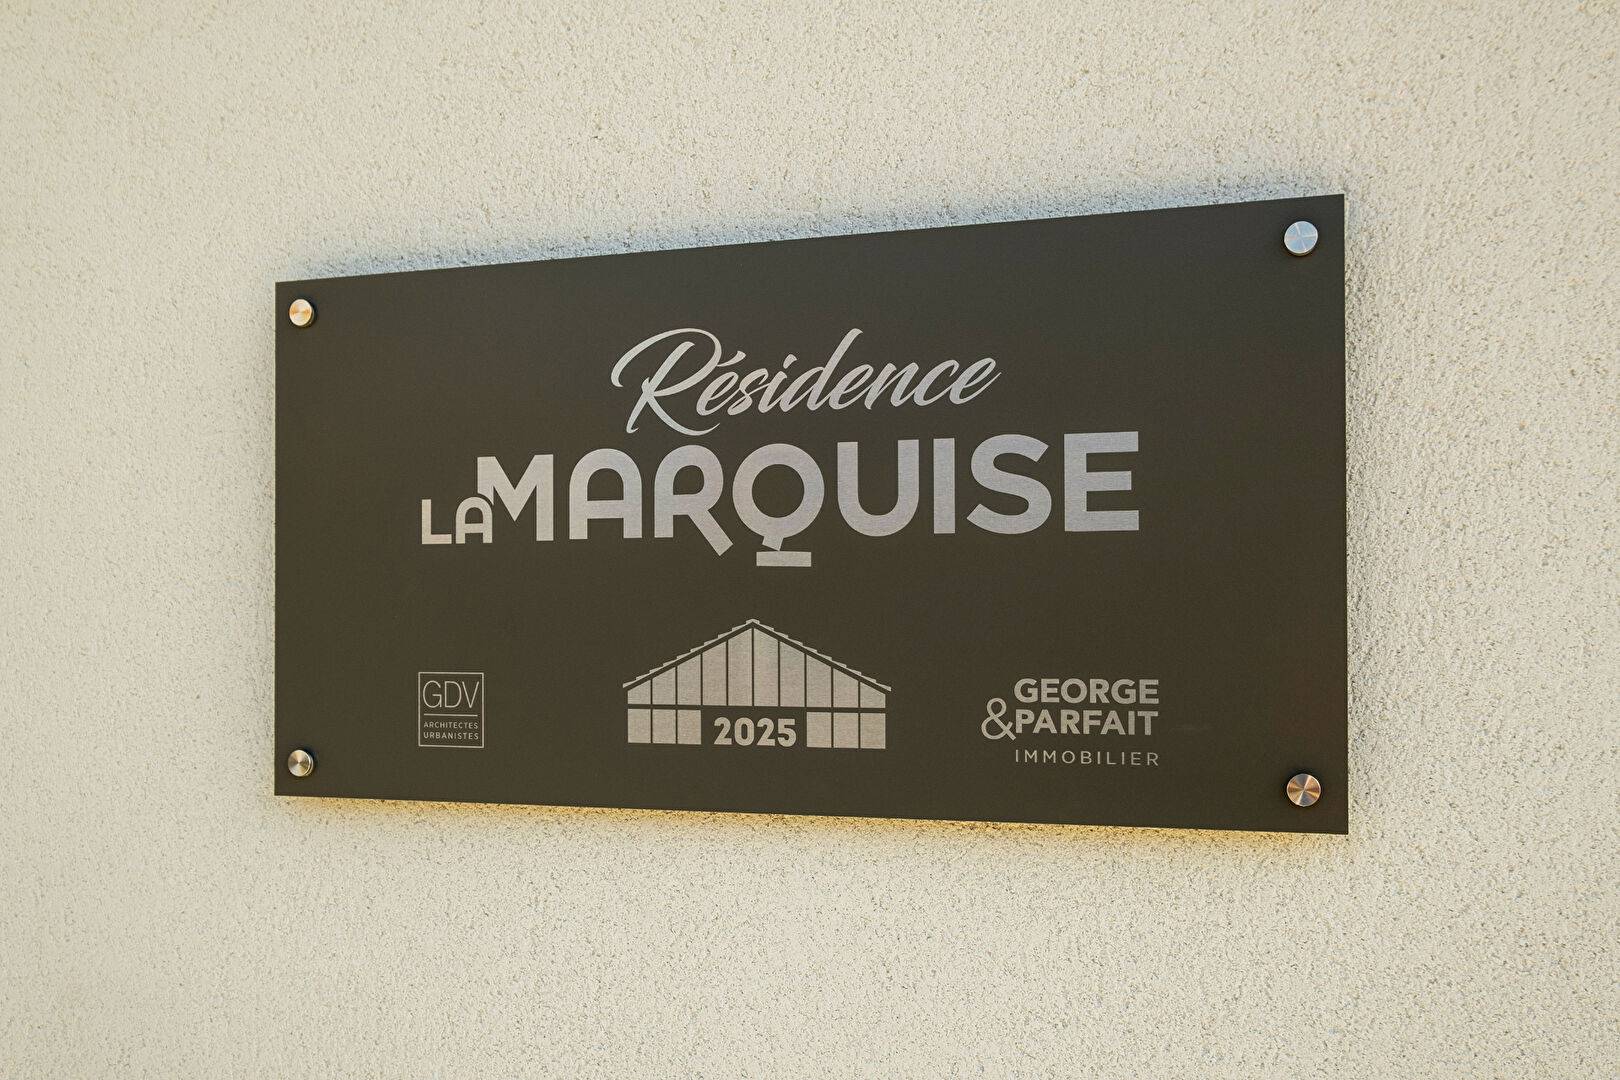 Résidence
LA MARQUISE
GDV
ARCHITECTES
URBANISTES
2025
GEORGE
&PARFAIT
IMMOBILIER